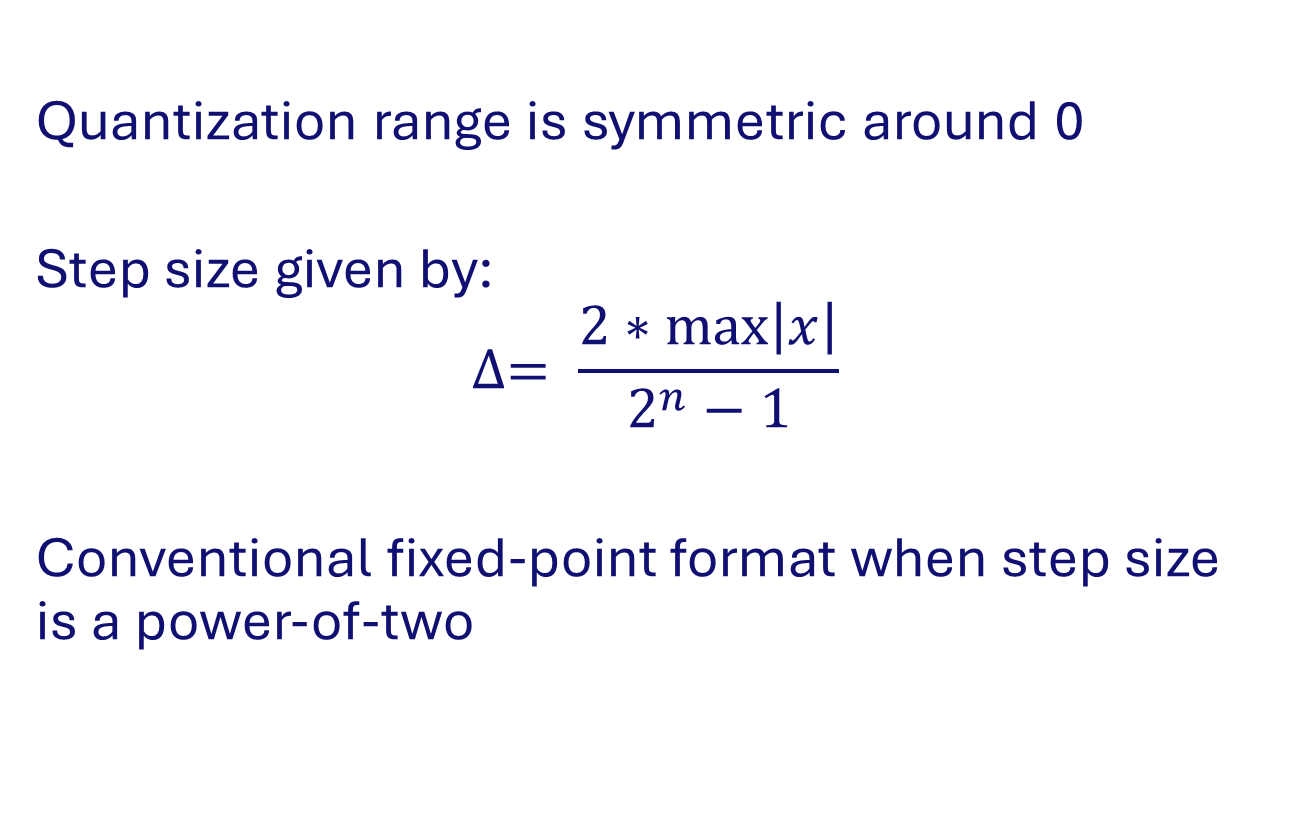 Quantization range is symmetric around 0
Step size given by:
Δ= \frac{2 * max|x|}{2^n − 1}
Conventional fixed-point format when step size
is a power-of-two